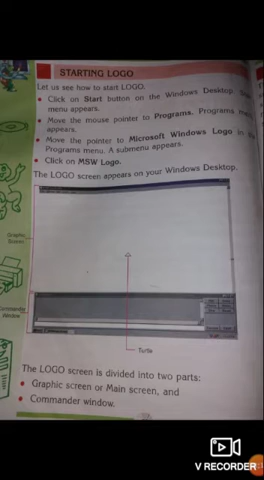 STARTING LOGO
Let us see how to start LOGO.
• Click on Start button on the Windows Desktop.
menu appears.
• Move the mouse pointer to Programs. Programs menu
appears.
• Move the pointer to Microsoft Windows Logo in the
Programs menu. A submenu appears.
• Click on MSW Logo.
The LOGO screen appears on your Windows Desktop.
Graphic
Screen
Commander
Window
Turtle
The LOGO screen is divided into two parts:
• Graphic screen or Main screen, and
• Commander window.
V RECORDER